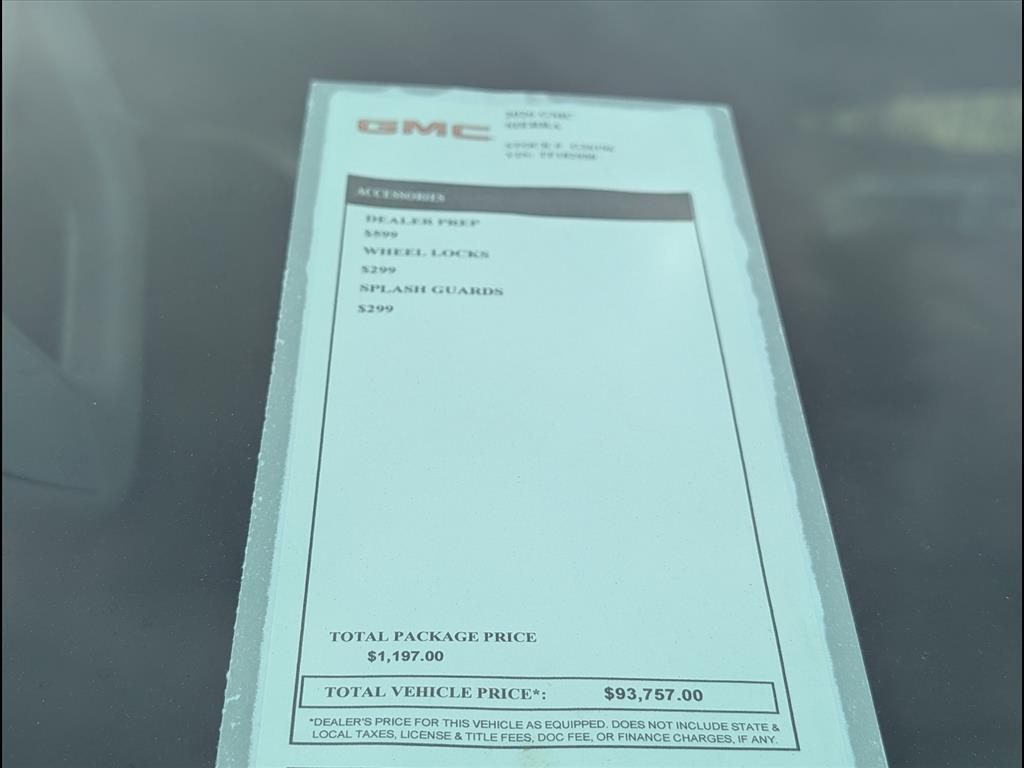 GMC
ACCESSORIES
DEALER PREP
$599
WHEEL LOCKS
$299
SPLASH GUARDS
$299
TOTAL PACKAGE PRICE
$1,197.00
TOTAL VEHICLE PRICE*: $93,757.00
*DEALER'S PRICE FOR THIS VEHICLE AS EQUIPPED. DOES NOT INCLUDE STATE &
LOCAL TAXES, LICENSE & TITLE FEES, DOC FEE, OR FINANCE CHARGES, IF ANY.